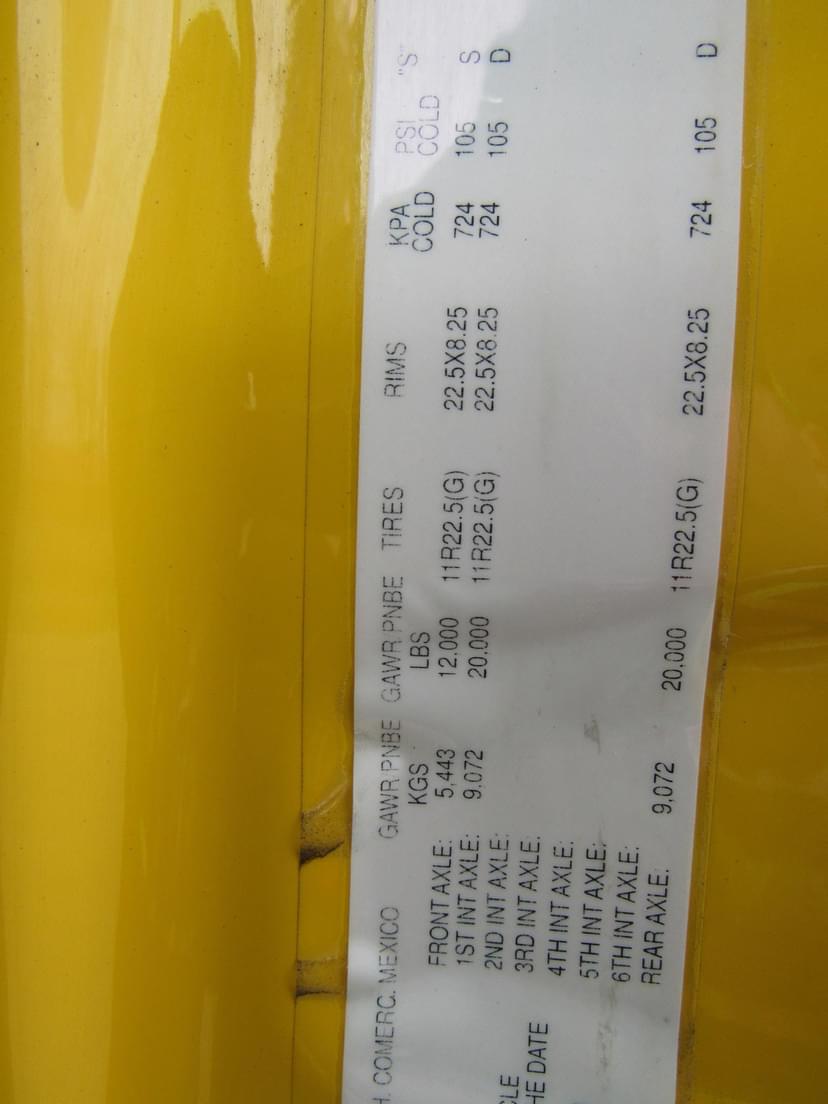 H. COMERC. MEXICO GAWR PNBE GAWR PNBE TIRES RIMS KPA PSI "S"
KGS LBS COLD COLD
FRONT AXLE: 5,443 12,000 11R22.5(G) 22.5X8.25 724 105 S
1ST INT AXLE: 9,072 20,000 11R22.5(G) 22.5X8.25 724 105 D
2ND INT AXLE:
CLE 3RD INT AXLE:
HE DATE 4TH INT AXLE:
5TH INT AXLE:
6TH INT AXLE:
REAR AXLE: 9,072 20,000 11R22.5(G) 22.5X8.25 724 105 D